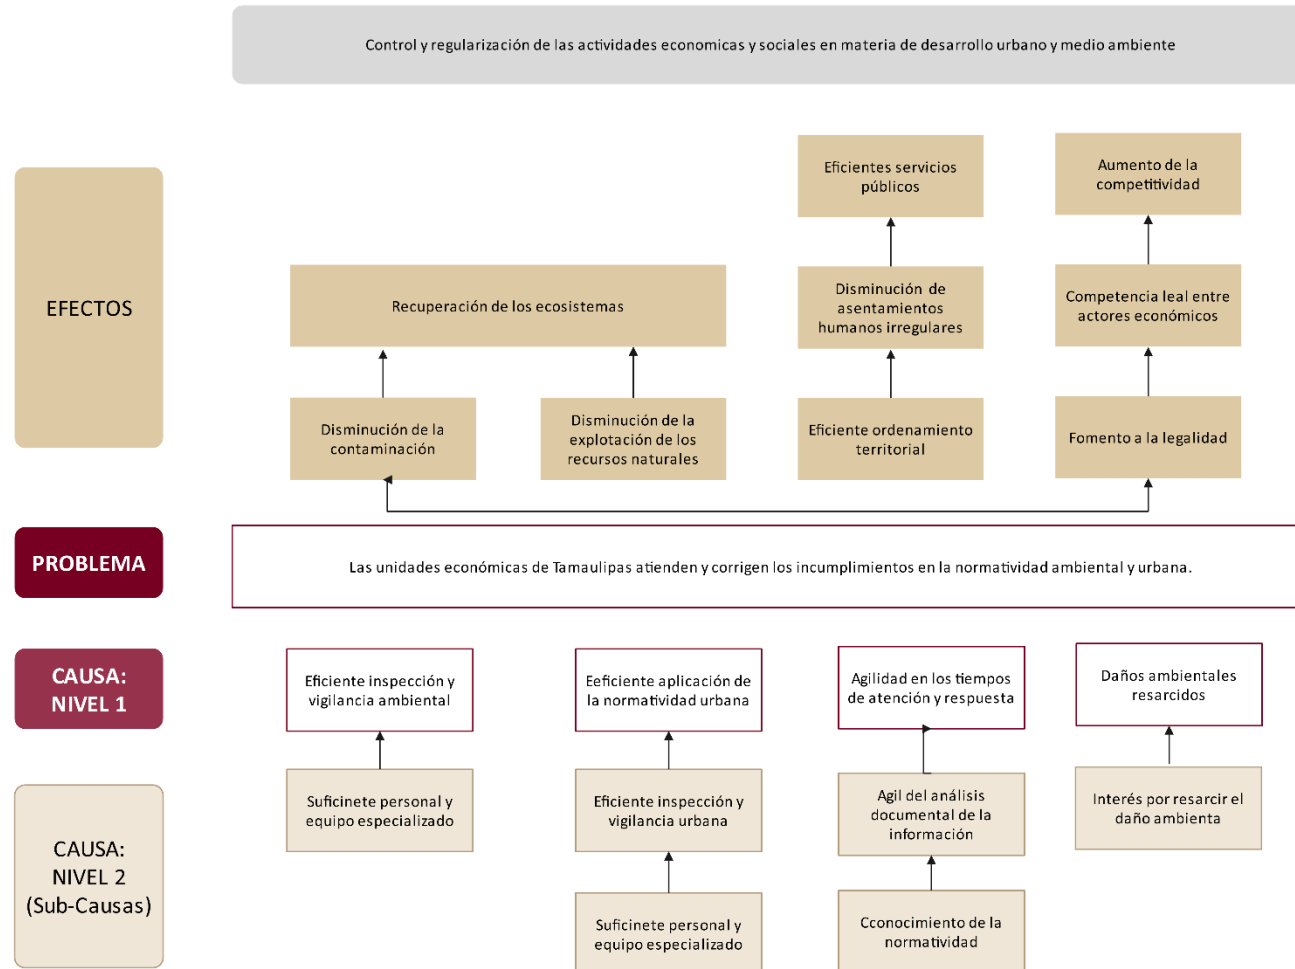 Control y regularización de las actividades economicas y sociales en materia de desarrollo urbano y medio ambiente
EFECTOS
Eficientes servicios
públicos
Aumento de la
competitividad
Recuperación de los ecosistemas
Disminución de
asentamientos
humanos irregulares
Competencia leal entre
actores económicos
Disminución de la
contaminación
Disminución de la
explotación de los
recursos naturales
Eficiente ordenamiento
territorial
Fomento a la legalidad
PROBLEMA
Las unidades económicas de Tamaulipas atienden y corrigen los incumplimientos en la normatividad ambiental y urbana.
CAUSA:
NIVEL 1
Eficiente inspección y
vigilancia ambiental
Eeficiente aplicación de
la normatividad urbana
Agilidad en los tiempos
de atención y respuesta
Daños ambientales
resarcidos
CAUSA:
NIVEL 2
(Sub-Causas)
Suficinete personal y
equipo especializado
Eficiente inspección y
vigilancia urbana
Agil del análisis
documental de la
información
Interés por resarcir el
daño ambienta
Suficinete personal y
equipo especializado
Cconocimiento de la
normatividad